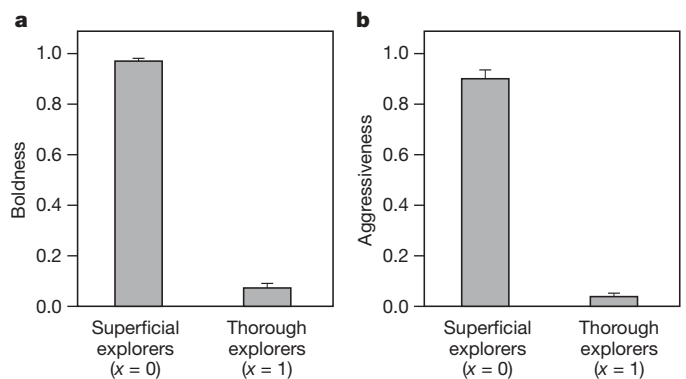 a
1.0
0.8
0.6
0.4
0.2
0.0
Boldness
Superficial
explorers
(x = 0)
Thorough
explorers
(x = 1)
b
1.0
0.8
0.6
0.4
0.2
0.0
Aggressiveness
Superficial
explorers
(x = 0)
Thorough
explorers
(x = 1)